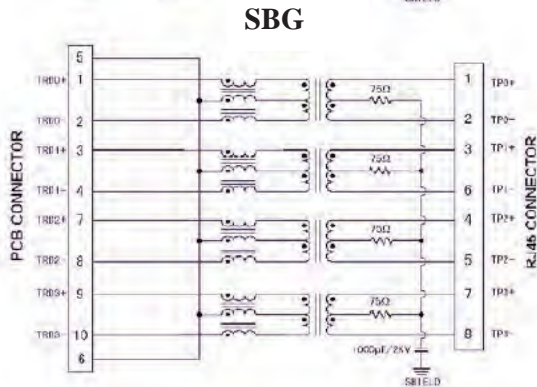 SBG
5
TRD0+ 1
75Ω
1 TP0+
TRD0- 2
2 TP0-
TRD1+ 3
75Ω
3 TP1+
TRD1- 4
6 TP1-
TRD2+ 7
75Ω
4 TP2+
TRD2- 8
5 TP2-
TRD3+ 9
75Ω
7 TP3+
TRD3- 10
8 TP3-
6
1000pF/2KV
SHIELD
PCB CONNECTOR
RJ45 CONNECTOR